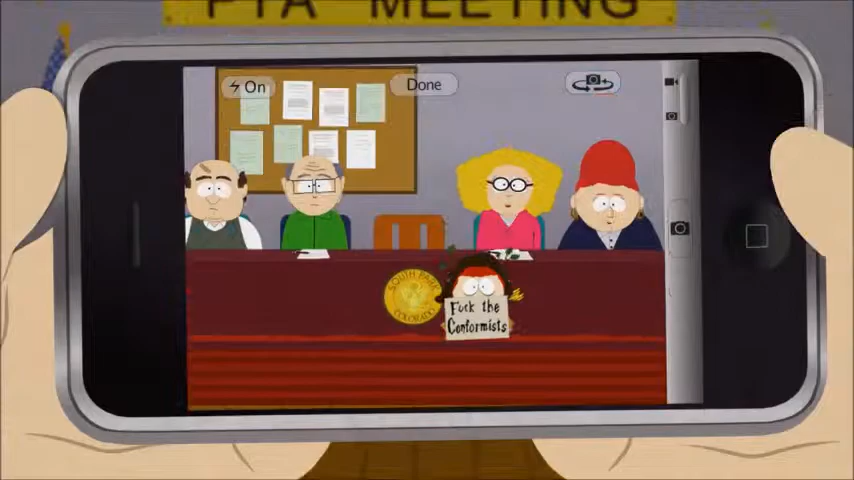 PTA MEETING
On
Done
SOUTH PARK
COLORADO
Fuck the
Conformists